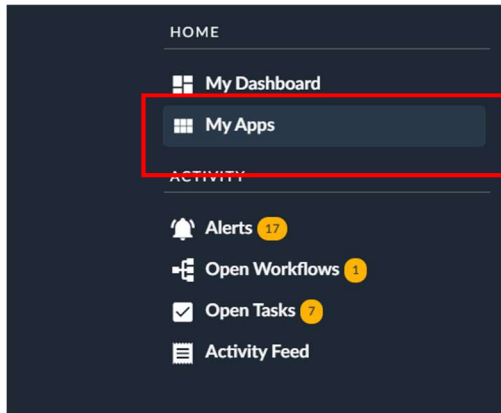 HOME
My Dashboard
My Apps
ACTIVITY
Alerts 17
Open Workflows 1
Open Tasks 7
Activity Feed